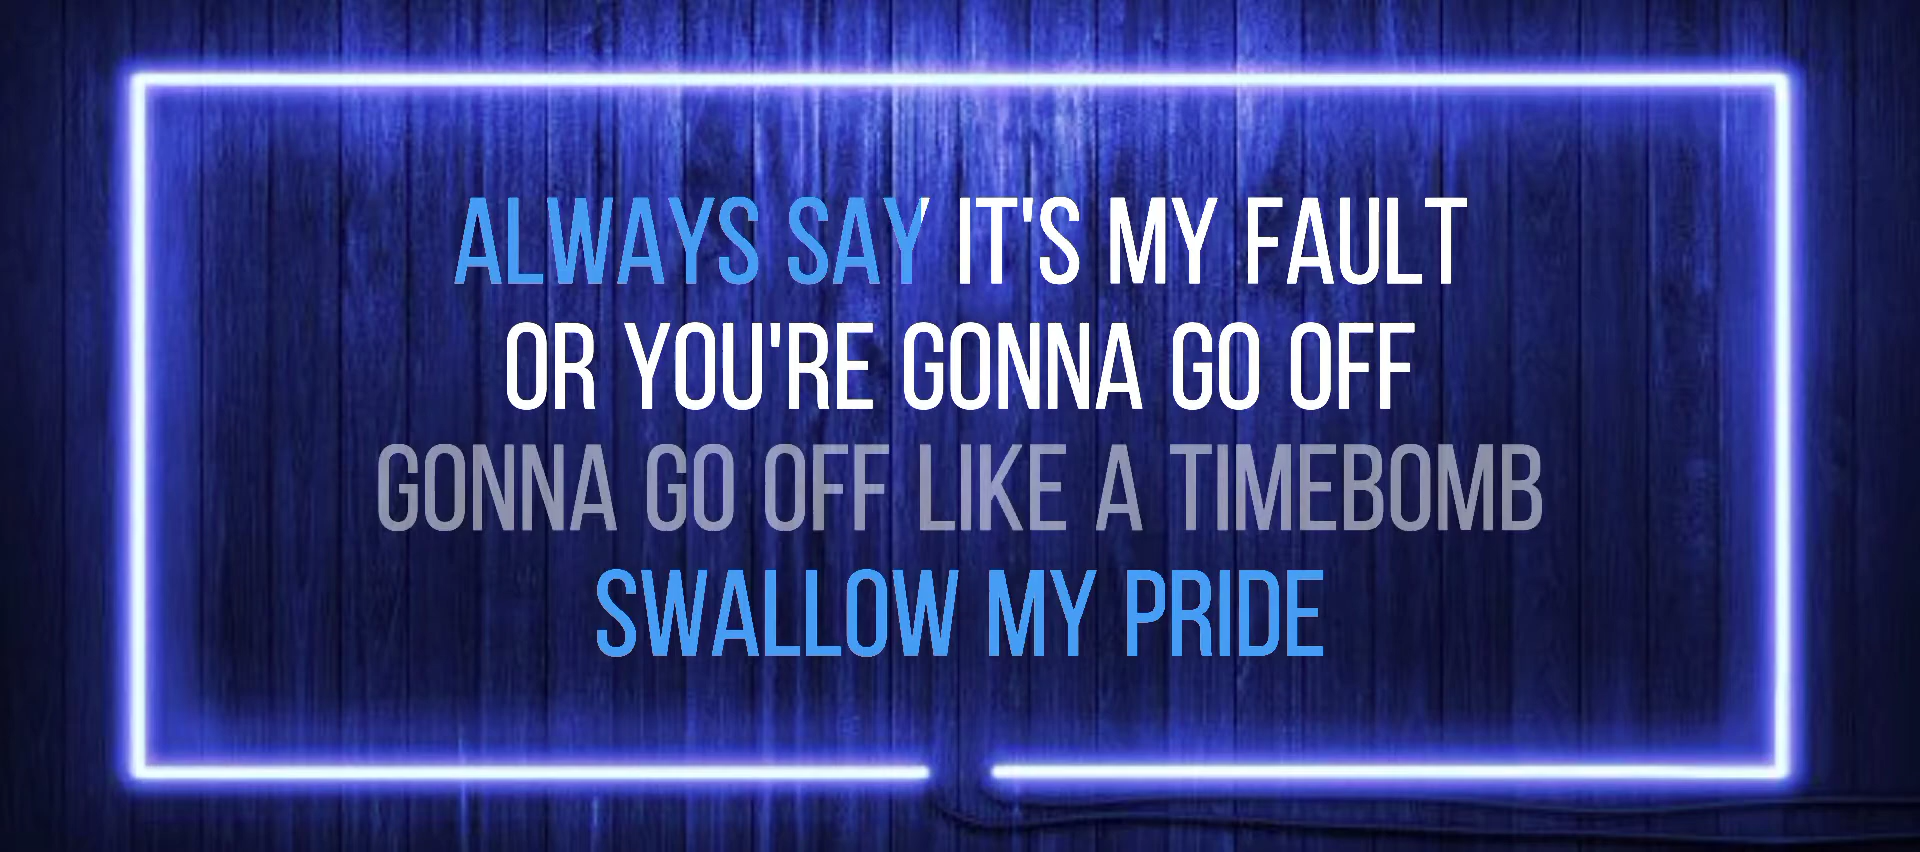 ALWAYS SAY IT'S MY FAULT
OR YOU'RE GONNA GO OFF
GONNA GO OFF LIKE A TIMEBOMB
SWALLOW MY PRIDE